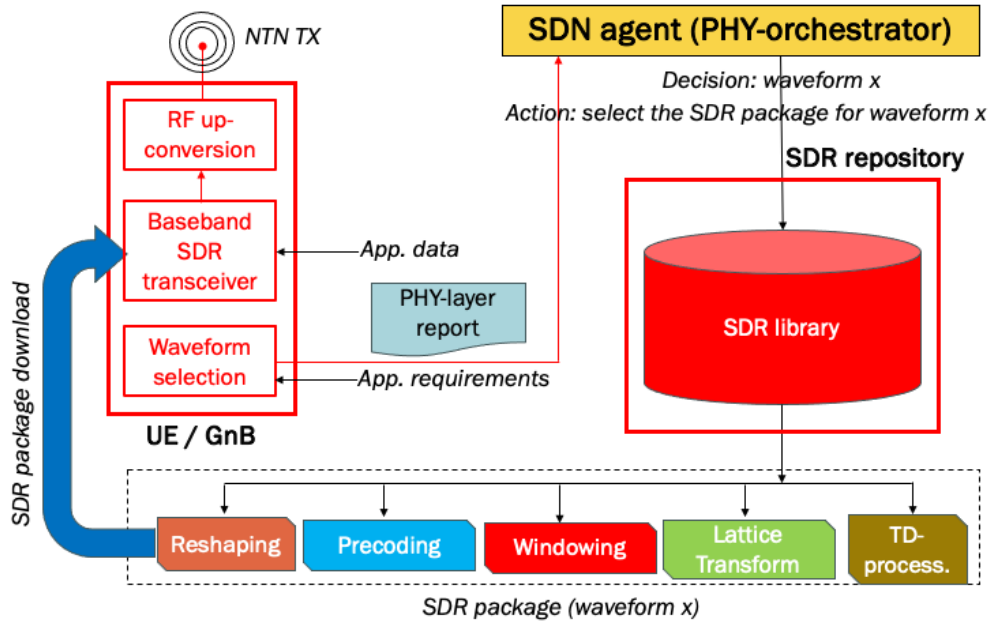 NTN TX
SDN agent (PHY-orchestrator)
Decision: waveform x
Action: select the SDR package for waveform x
SDR repository
RF up-
conversion
Baseband
SDR
transceiver
App. data
PHY-layer
report
SDR library
Waveform
selection
App. requirements
UE / GnB
SDR package download
Reshaping
Precoding
Windowing
Lattice
Transform
TD-
process.
SDR package (waveform x)